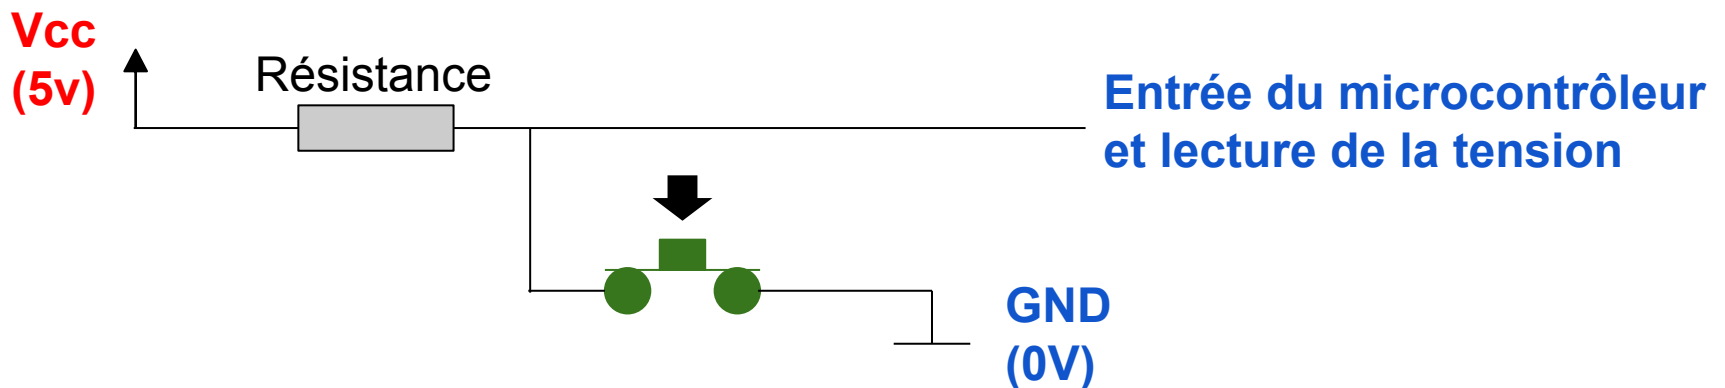 Vcc
(5v)
Résistance
Entrée du microcontrôleur
et lecture de la tension
GND
(0V)